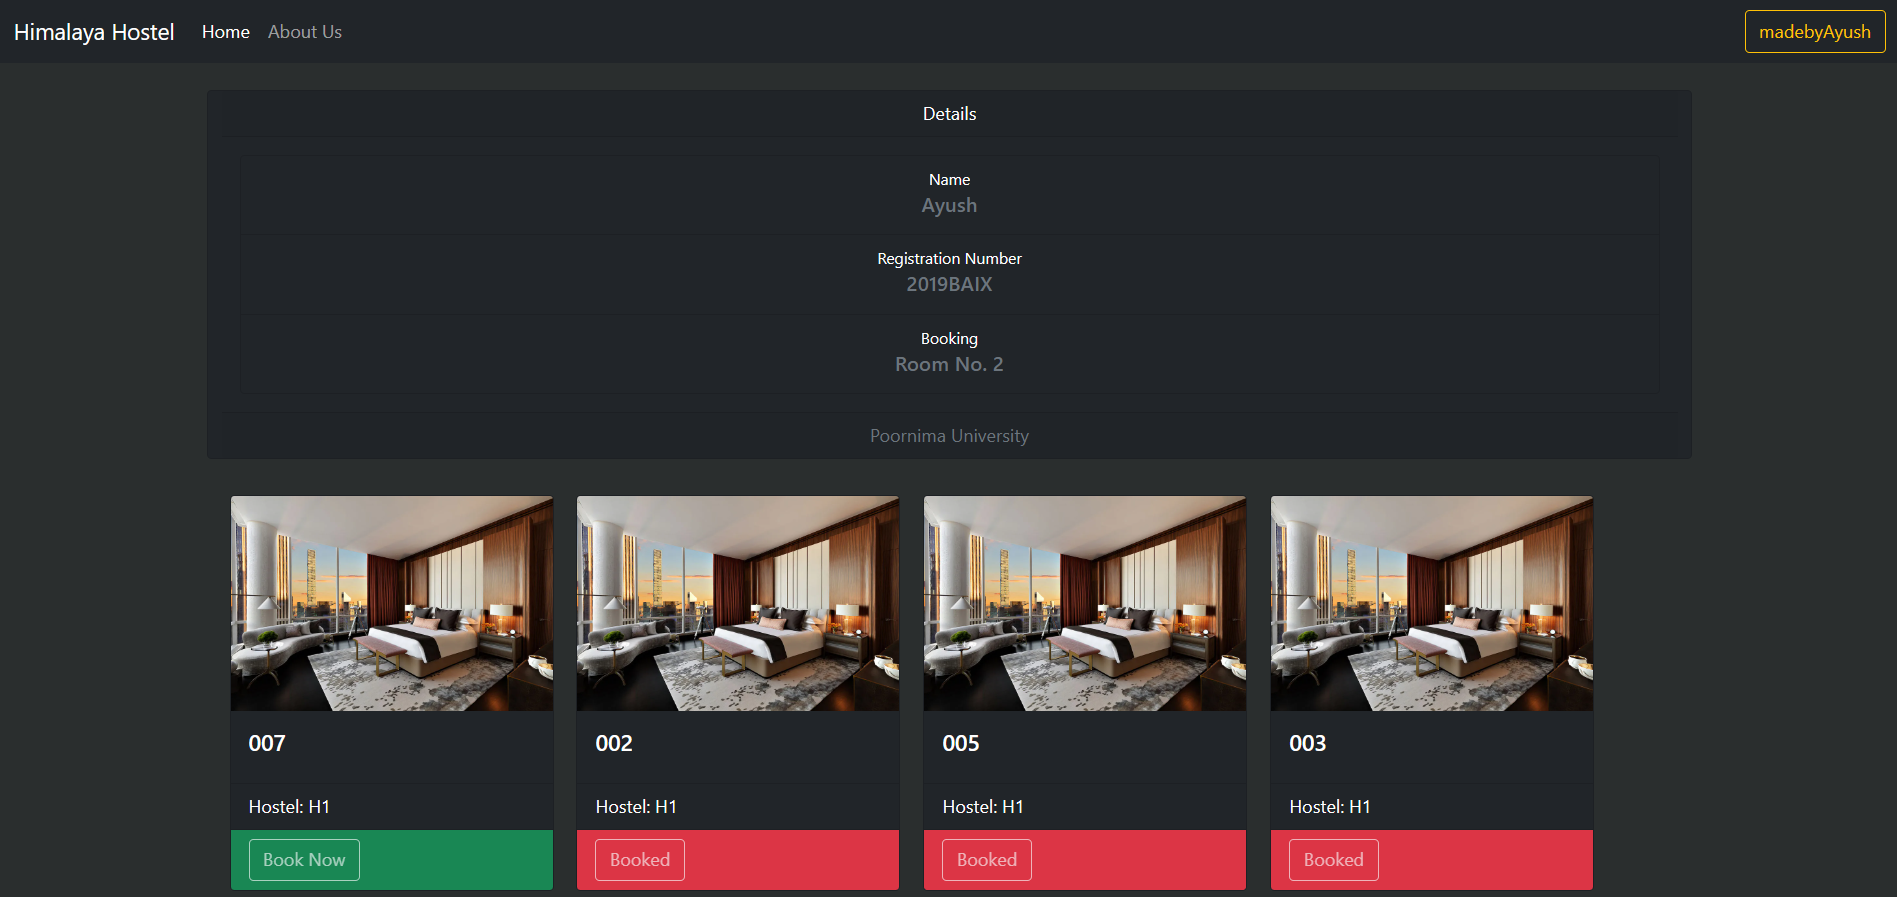 Himalaya Hostel Home About Us madebyAyush
Details
Name
Ayush
Registration Number
2019BAIX
Booking
Room No. 2
Poornima University
007
Hostel: H1
Book Now
002
Hostel: H1
Booked
005
Hostel: H1
Booked
003
Hostel: H1
Booked